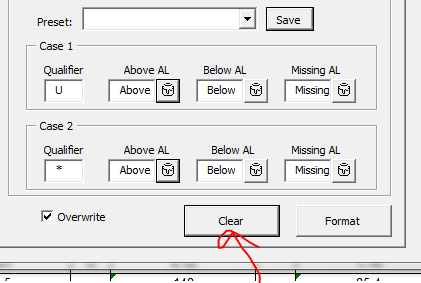 Preset: Save
Case 1
Qualifier Above AL Below AL Missing AL
U Above Below Missing
Case 2
Qualifier Above AL Below AL Missing AL
* Above Below Missing
Overwrite Clear Format